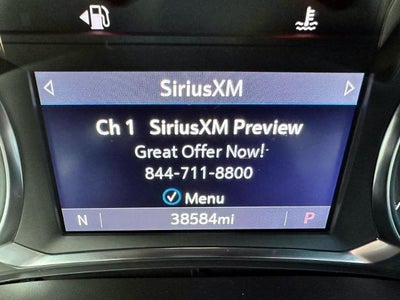 SiriusXM
Ch 1 SiriusXM Preview
Great Offer Now!
844-711-8800
Menu
N 38584mi P